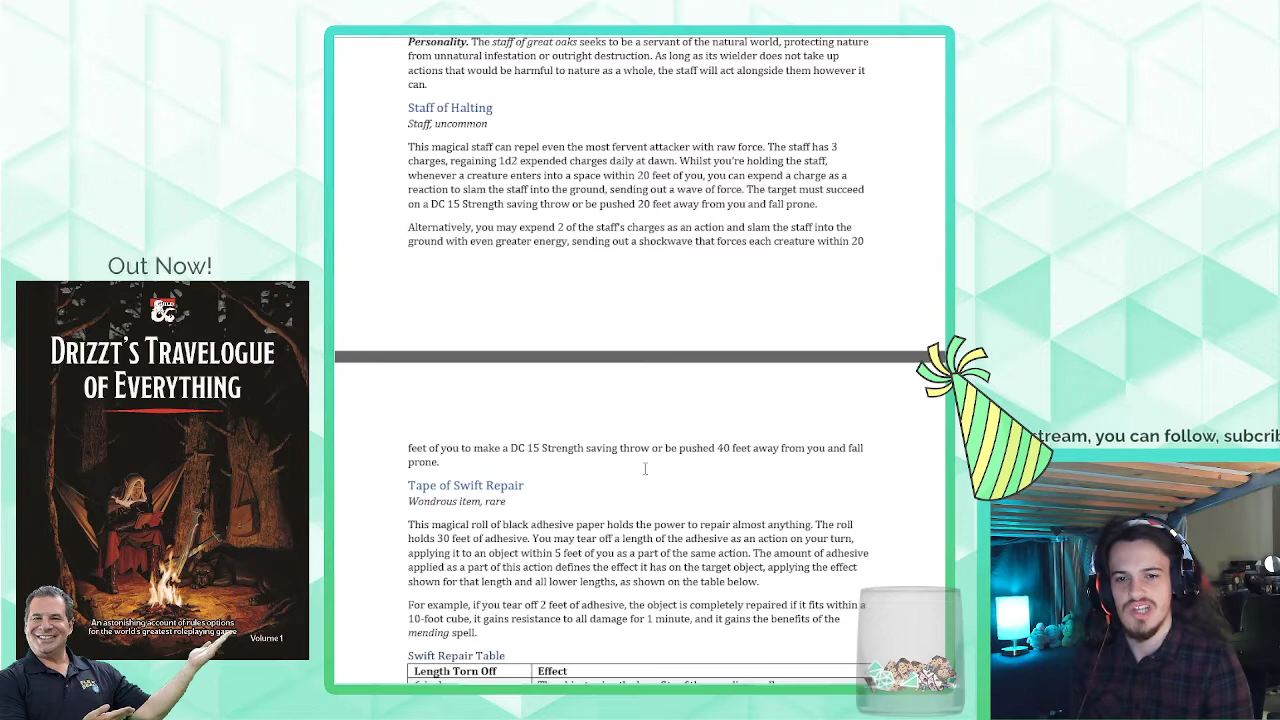 Personality. The staff of great oaks seeks to be a servant of the natural world, protecting nature
from unnatural infestation or outright destruction. As long as its wielder does not take up
actions that would be harmful to nature as a whole, the staff will act alongside them however it
can.
Staff of Halting
Staff, uncommon
This magical staff can repel even the most fervent attacker with raw force. The staff has 3
charges, regaining 1d2 expended charges daily at dawn. Whilst you're holding the staff,
whenever a creature enters into a space within 20 feet of you, you can expend a charge as a
reaction to slam the staff into the ground, sending out a wave of force. The target must succeed
on a DC 15 Strength saving throw or be pushed 20 feet away from you and fall prone.
Alternatively, you may expend 2 of the staff's charges as an action and slam the staff into the
ground with even greater energy, sending out a shockwave that forces each creature within 20
feet of you to make a DC 15 Strength saving throw or be pushed 40 feet away from you and fall
prone.
Tape of Swift Repair
Wondrous item, rare
This magical roll of black adhesive paper holds the power to repair almost anything. The roll
holds 30 feet of adhesive. You may tear off a length of the adhesive as an action on your turn,
applying it to an object within 5 feet of you as a part of the same action. The amount of adhesive
applied as a part of this action defines the effect it has on the target object, applying the effect
shown for that length and all lower lengths, as shown on the table below.
For example, if you tear off 2 feet of adhesive, the object is completely repaired if it fits within a
10-foot cube, it gains resistance to all damage for 1 minute, and it gains the benefits of the
mending spell.
Swift Repair Table
Length Torn Off Effect
Out Now!
&
Drizzt's Travelogue
of Everything
An astonishing account of rules options
for the world's greatest roleplaying game
Volume 1
tream, you can follow, subcrib